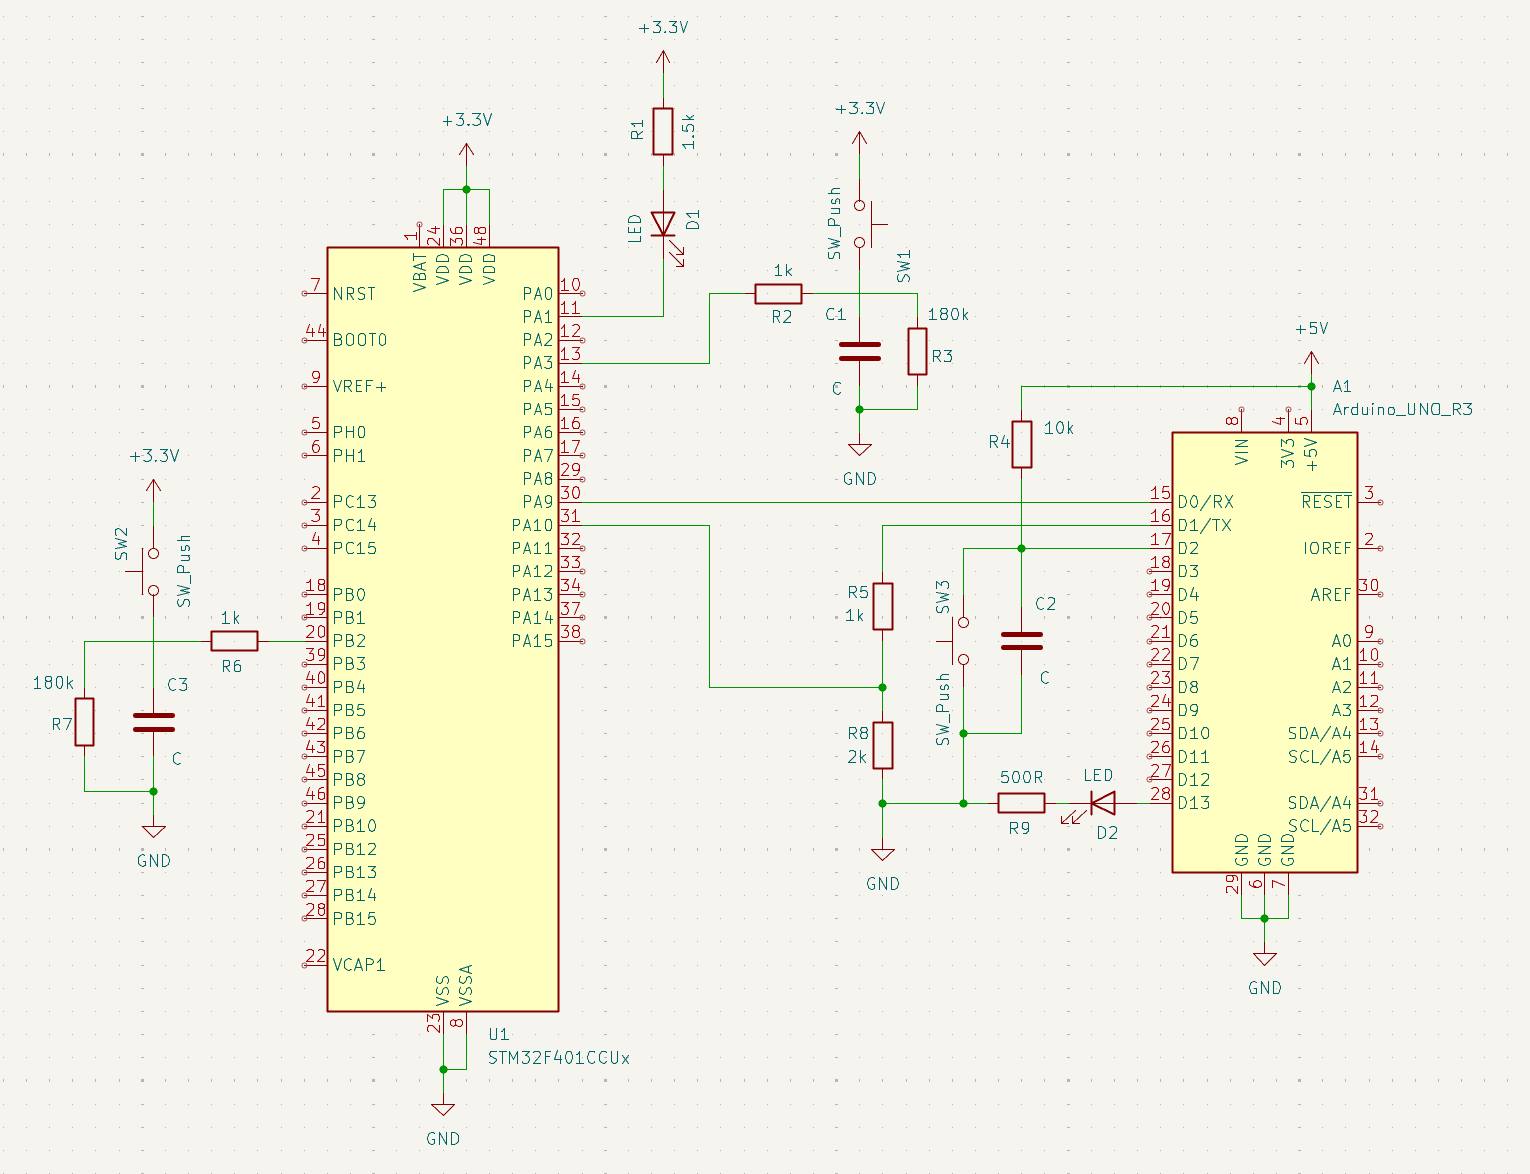 +3.3V
R1
1.5k
LED
D1
+3.3V
+3.3V
SW_Push
SW1
1k
R2
C1
C
180k
R3
GND
1
24
36
48
VBAT
VDD
VDD
VDD
7
NRST
44
BOOT0
9
VREF+
5
PH0
6
PH1
2
PC13
3
PC14
4
PC15
18
PB0
19
PB1
20
PB2
39
PB3
40
PB4
41
PB5
42
PB6
43
PB7
45
PB8
46
PB9
21
PB10
25
PB12
26
PB13
27
PB14
28
PB15
22
VCAP1
PA0
10
PA1
11
PA2
12
PA3
13
PA4
14
PA5
15
PA6
16
PA7
17
PA8
29
PA9
30
PA10
31
PA11
32
PA12
33
PA13
34
PA14
37
PA15
38
VSS
VSSA
23
8
U1
STM32F401CCUx
GND
+3.3V
SW2
SW_Push
1k
R6
180k
R7
C3
C
GND
+5V
A1
Arduino_UNO_R3
R4
10k
R5
1k
SW3
SW_Push
C2
C
R8
2k
500R
R9
LED
D2
GND
8
4
5
VIN
3V3
+5V
15
D0/RX
16
D1/TX
17
D2
18
D3
19
D4
20
D5
21
D6
22
D7
23
D8
24
D9
25
D10
26
D11
27
D12
28
D13
RESET
3
IOREF
2
AREF
30
A0
9
A1
10
A2
11
A3
12
SDA/A4
13
SCL/A5
14
SDA/A4
31
SCL/A5
32
GND
GND
GND
29
6
7
GND